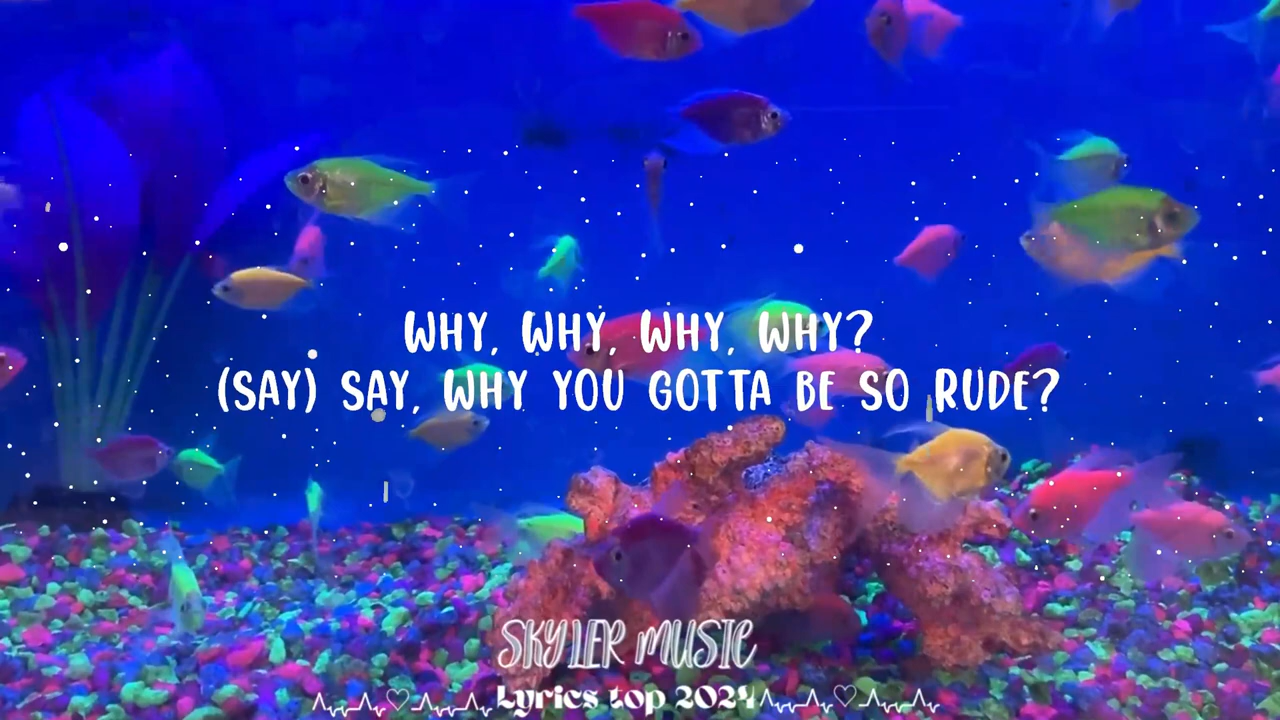 WHY, WHY, WHY, WHY?
(SAY) SAY, WHY YOU GOTTA BE SO RUDE?
SKYLER MUSIC
Lyrics top 2024